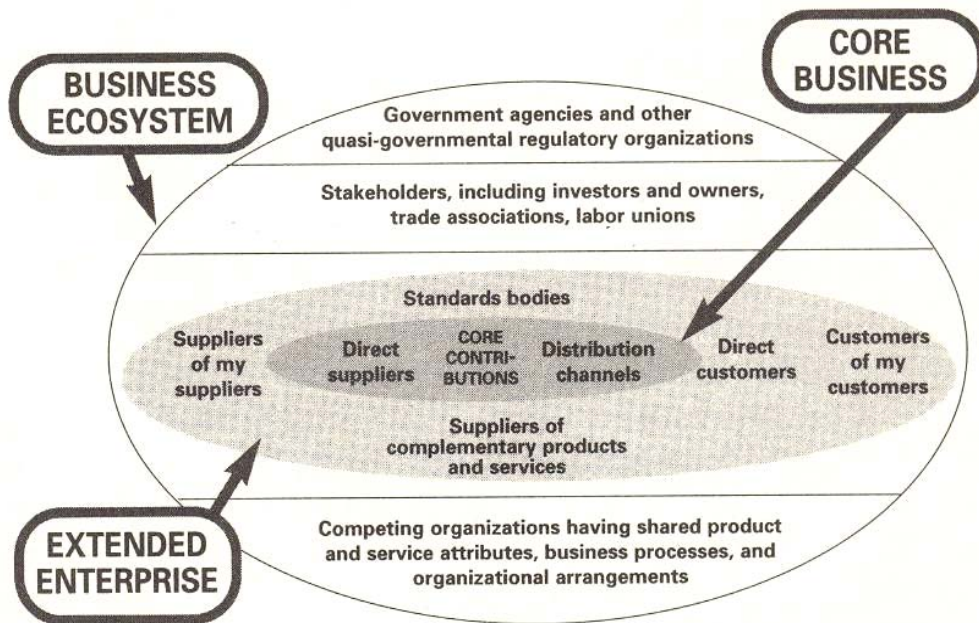 BUSINESS
ECOSYSTEM
CORE
BUSINESS
Government agencies and other
quasi-governmental regulatory organizations
Stakeholders, including investors and owners,
trade associations, labor unions
Standards bodies
Suppliers
of my
suppliers
Direct
suppliers
CORE
CONTRI-
BUTIONS
Distribution
channels
Direct
customers
Customers
of my
customers
Suppliers of
complementary products
and services
EXTENDED
ENTERPRISE
Competing organizations having shared product
and service attributes, business processes, and
organizational arrangements